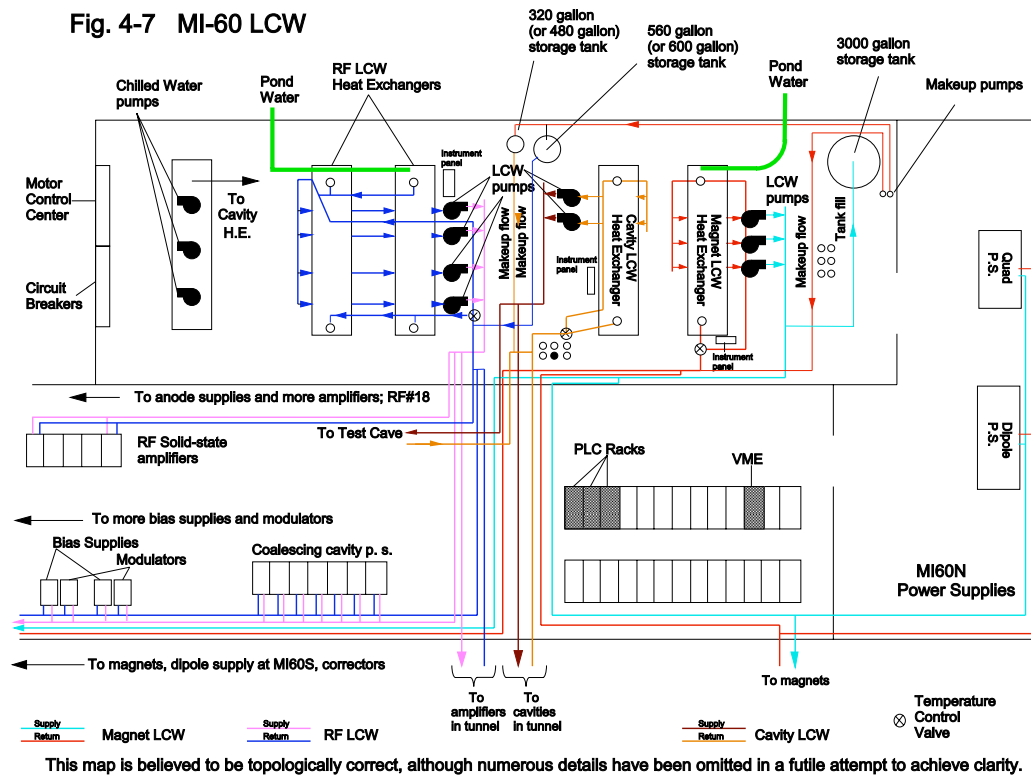 Fig. 4-7   MI-60 LCW
320 gallon
(or 480 gallon)
storage tank
560 gallon
(or 600 gallon)
storage tank
3000 gallon
storage tank
RF LCW
Heat Exchangers
Chilled Water
pumps
Pond
Water
Pond
Water
Makeup pumps
Instrument
panel
Motor
Control
Center
To
Cavity
H.E.
LCW
pumps
LCW
pumps
Makeup flow
Makeup flow
Cavity LCW
Heat Exchanger
Magnet LCW
Heat Exchanger
Makeup flow
Tank fill
Quad
P.S.
Instrument
panel
Circuit
Breakers
Instrument
panel
To anode supplies and more amplifiers; RF#18
Dipole
P.S.
RF Solid-state
amplifiers
To Test Cave
PLC Racks
VME
To more bias supplies and modulators
Bias Supplies
Modulators
Coalescing cavity p. s.
MI60N
Power Supplies
To magnets, dipole supply at MI60S, correctors
To magnets
To
amplifiers
in tunnel
To
cavities
in tunnel
Temperature
Control
Valve
Supply
Return
Magnet LCW
Supply
Return
RF LCW
Supply
Return
Cavity LCW
This map is believed to be topologically correct, although numerous details have been omitted in a futile attempt to achieve clarity.